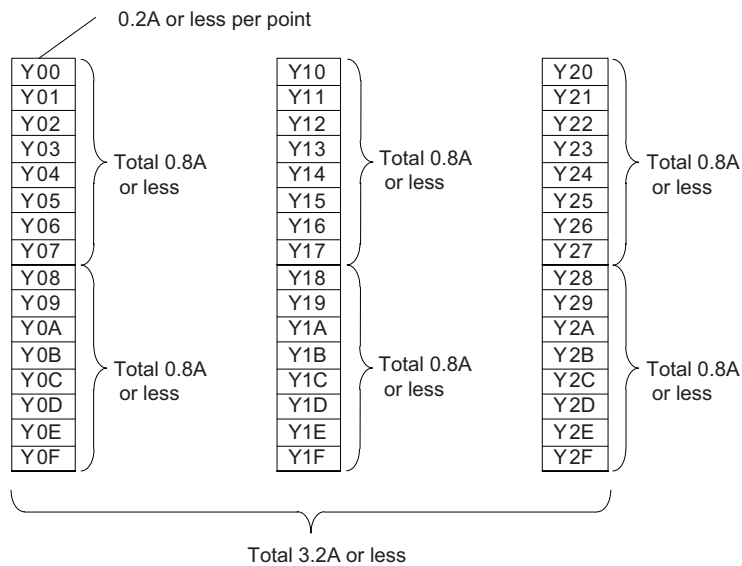 0.2A or less per point
Y00
Y01
Y02
Y03
Y04
Y05
Y06
Y07
Total 0.8A
or less
Y08
Y09
Y0A
Y0B
Y0C
Y0D
Y0E
Y0F
Total 0.8A
or less
Y10
Y11
Y12
Y13
Y14
Y15
Y16
Y17
Total 0.8A
or less
Y18
Y19
Y1A
Y1B
Y1C
Y1D
Y1E
Y1F
Total 0.8A
or less
Y20
Y21
Y22
Y23
Y24
Y25
Y26
Y27
Total 0.8A
or less
Y28
Y29
Y2A
Y2B
Y2C
Y2D
Y2E
Y2F
Total 0.8A
or less
Total 3.2A or less